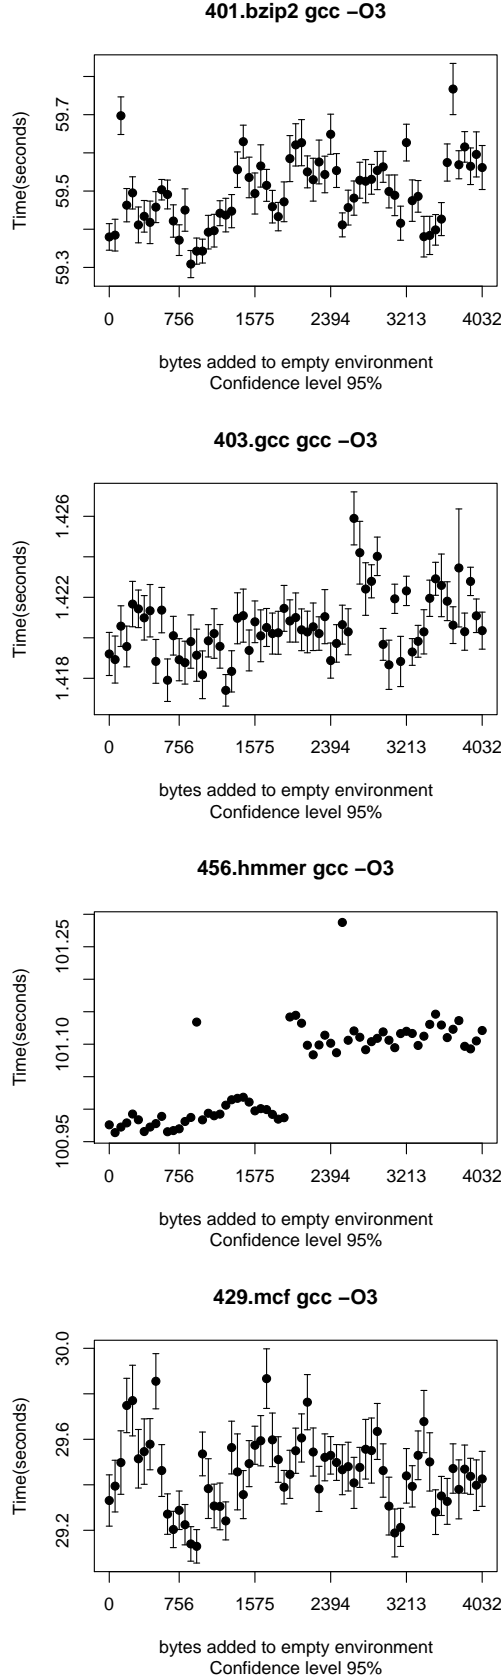 401.bzip2 gcc −O3
Time(seconds)
59.7
59.5
59.3
0 756 1575 2394 3213 4032
bytes added to empty environment
Confidence level 95%
403.gcc gcc −O3
Time(seconds)
1.426
1.422
1.418
0 756 1575 2394 3213 4032
bytes added to empty environment
Confidence level 95%
456.hmmer gcc −O3
Time(seconds)
101.25
101.10
100.95
0 756 1575 2394 3213 4032
bytes added to empty environment
Confidence level 95%
429.mcf gcc −O3
Time(seconds)
30.0
29.6
29.2
0 756 1575 2394 3213 4032
bytes added to empty environment
Confidence level 95%